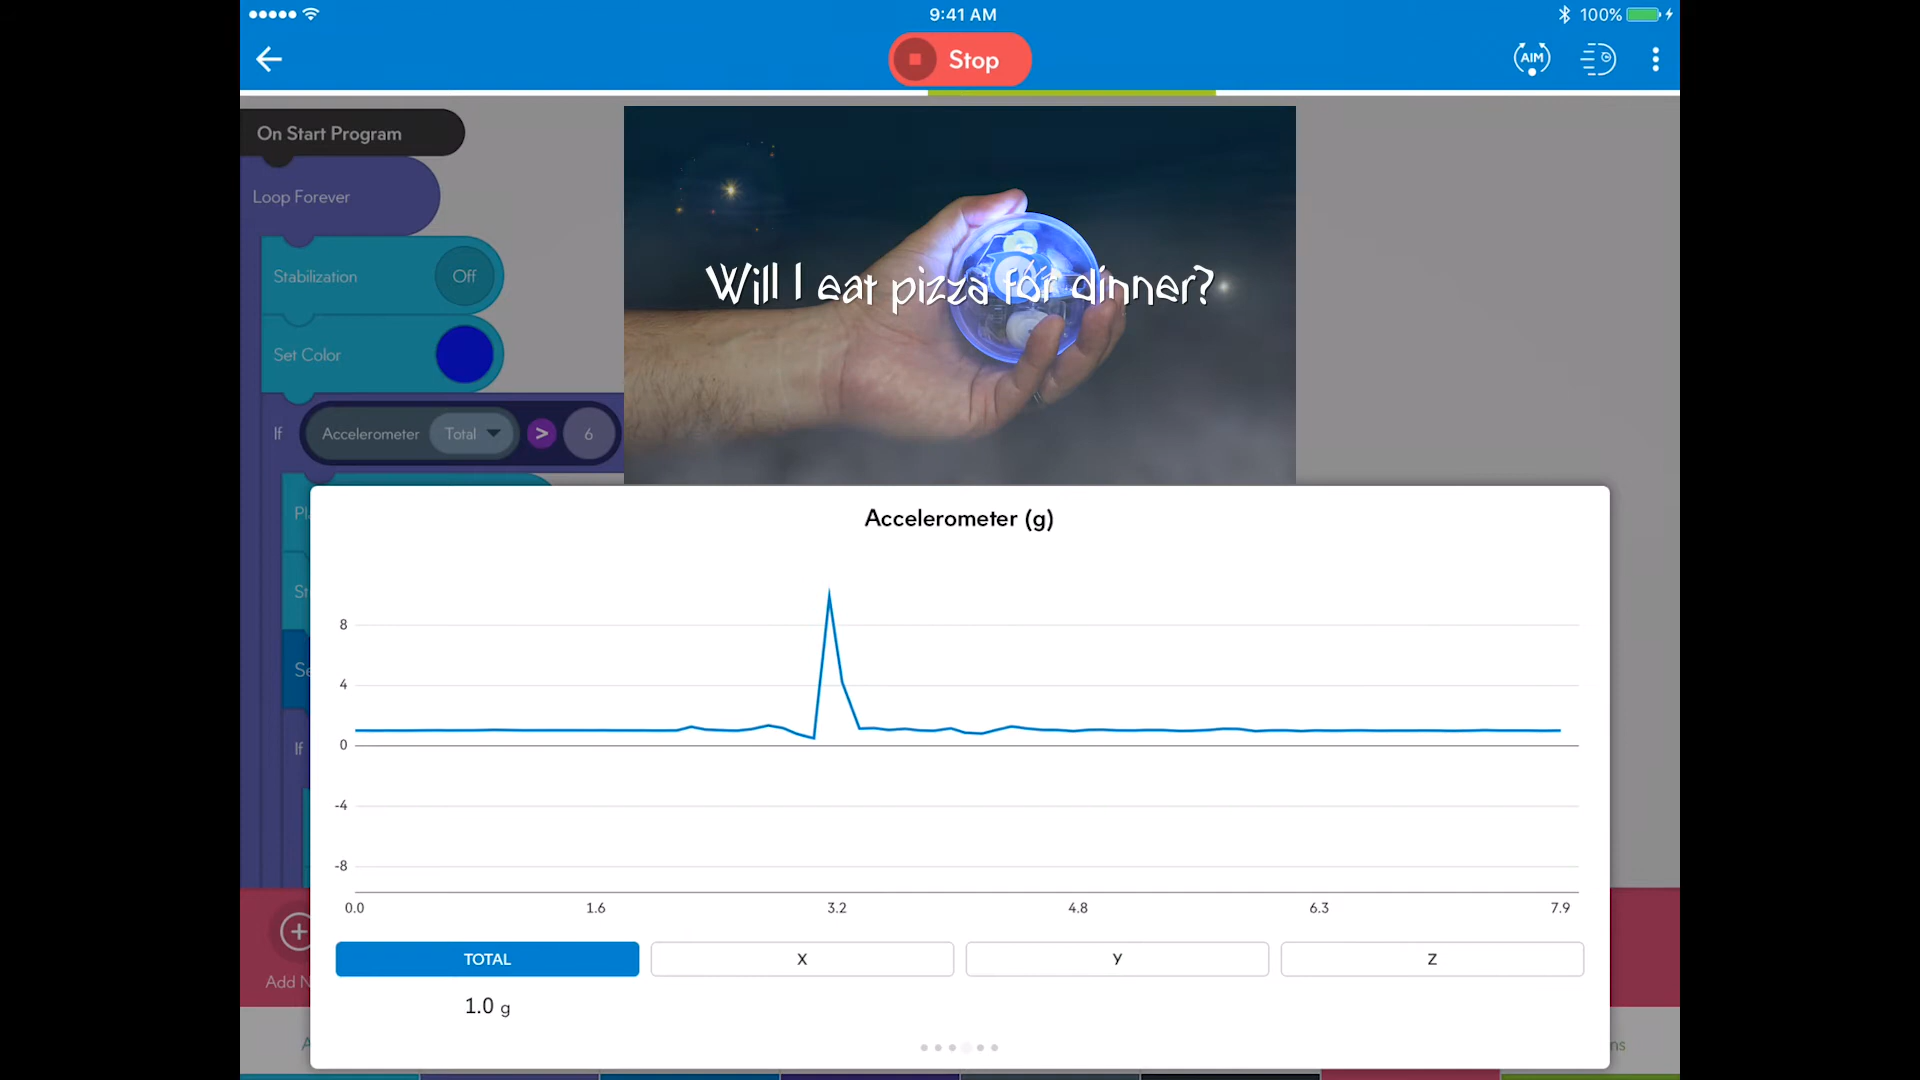 9:41 AM
100%
Stop
AIM
On Start Program
Loop Forever
Stabilization Off
Set Color
If Accelerometer Total > 6
Will I eat pizza for dinner?
If
Accelerometer (g)
8
4
0
-4
-8
0.0 1.6 3.2 4.8 6.3 7.9
TOTAL X Y Z
1.0 g
Add